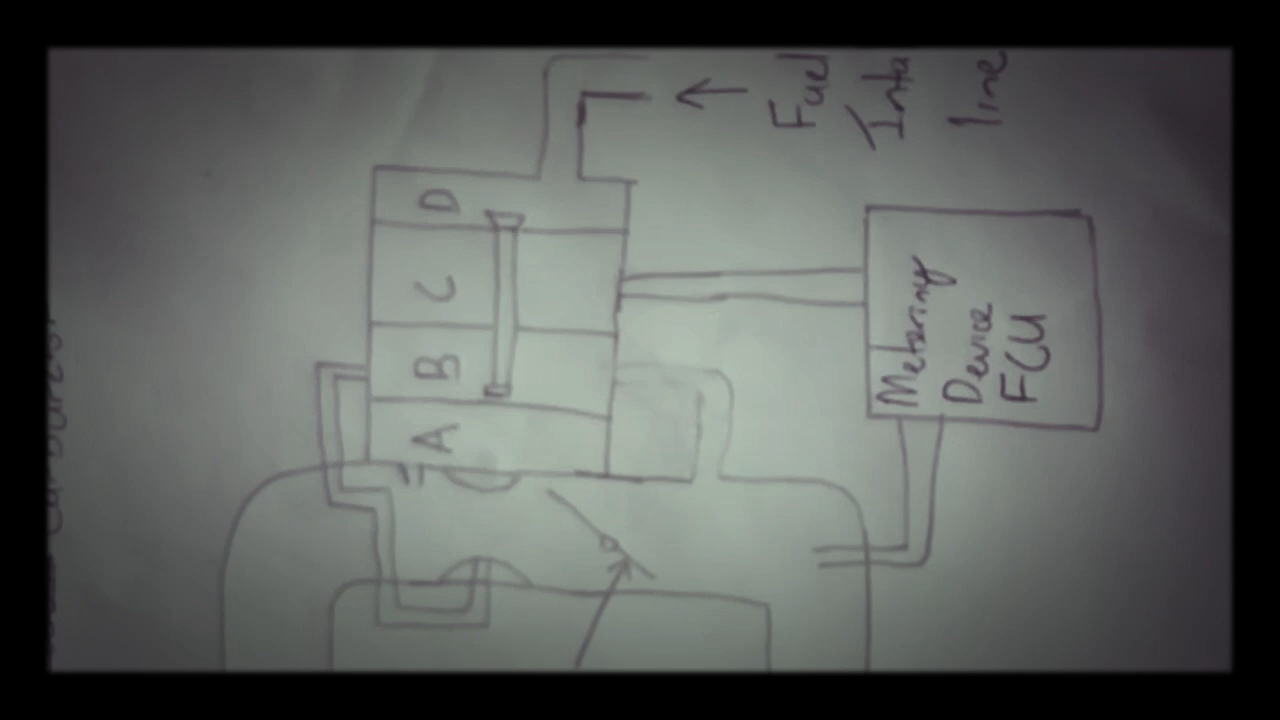 A B C D
Fuel
Inta
line
Metering
Device
FCU